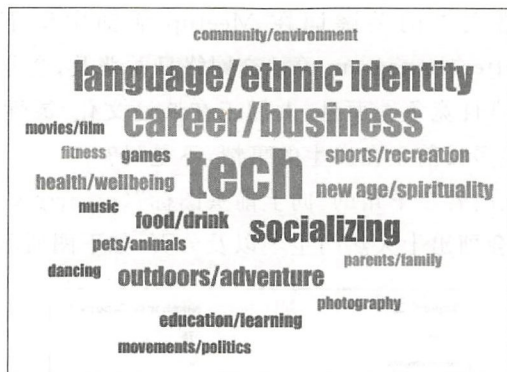 community/environment
language/ethnic identity
career/business
movies/film
fitness games tech sports/recreation
health/wellbeing new age/spirituality
music
food/drink socializing
pets/animals
parents/family
dancing outdoors/adventure
photography
education/learning
movements/politics